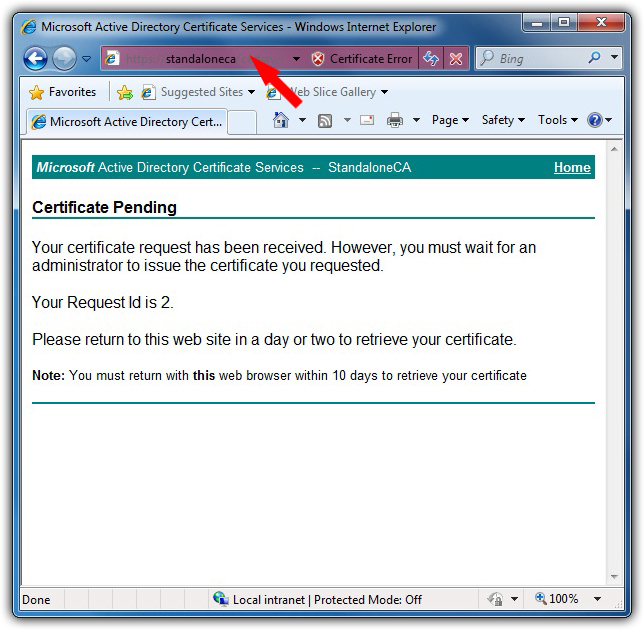 Microsoft Active Directory Certificate Services - Windows Internet Explorer
https:// standaloneca Certificate Error Bing
Favorites Suggested Sites Web Slice Gallery
Microsoft Active Directory Cert... Page Safety Tools
Microsoft Active Directory Certificate Services -- StandaloneCA Home
Certificate Pending
Your certificate request has been received. However, you must wait for an
administrator to issue the certificate you requested.
Your Request Id is 2.
Please return to this web site in a day or two to retrieve your certificate.
Note: You must return with this web browser within 10 days to retrieve your certificate
Done Local intranet | Protected Mode: Off 100%